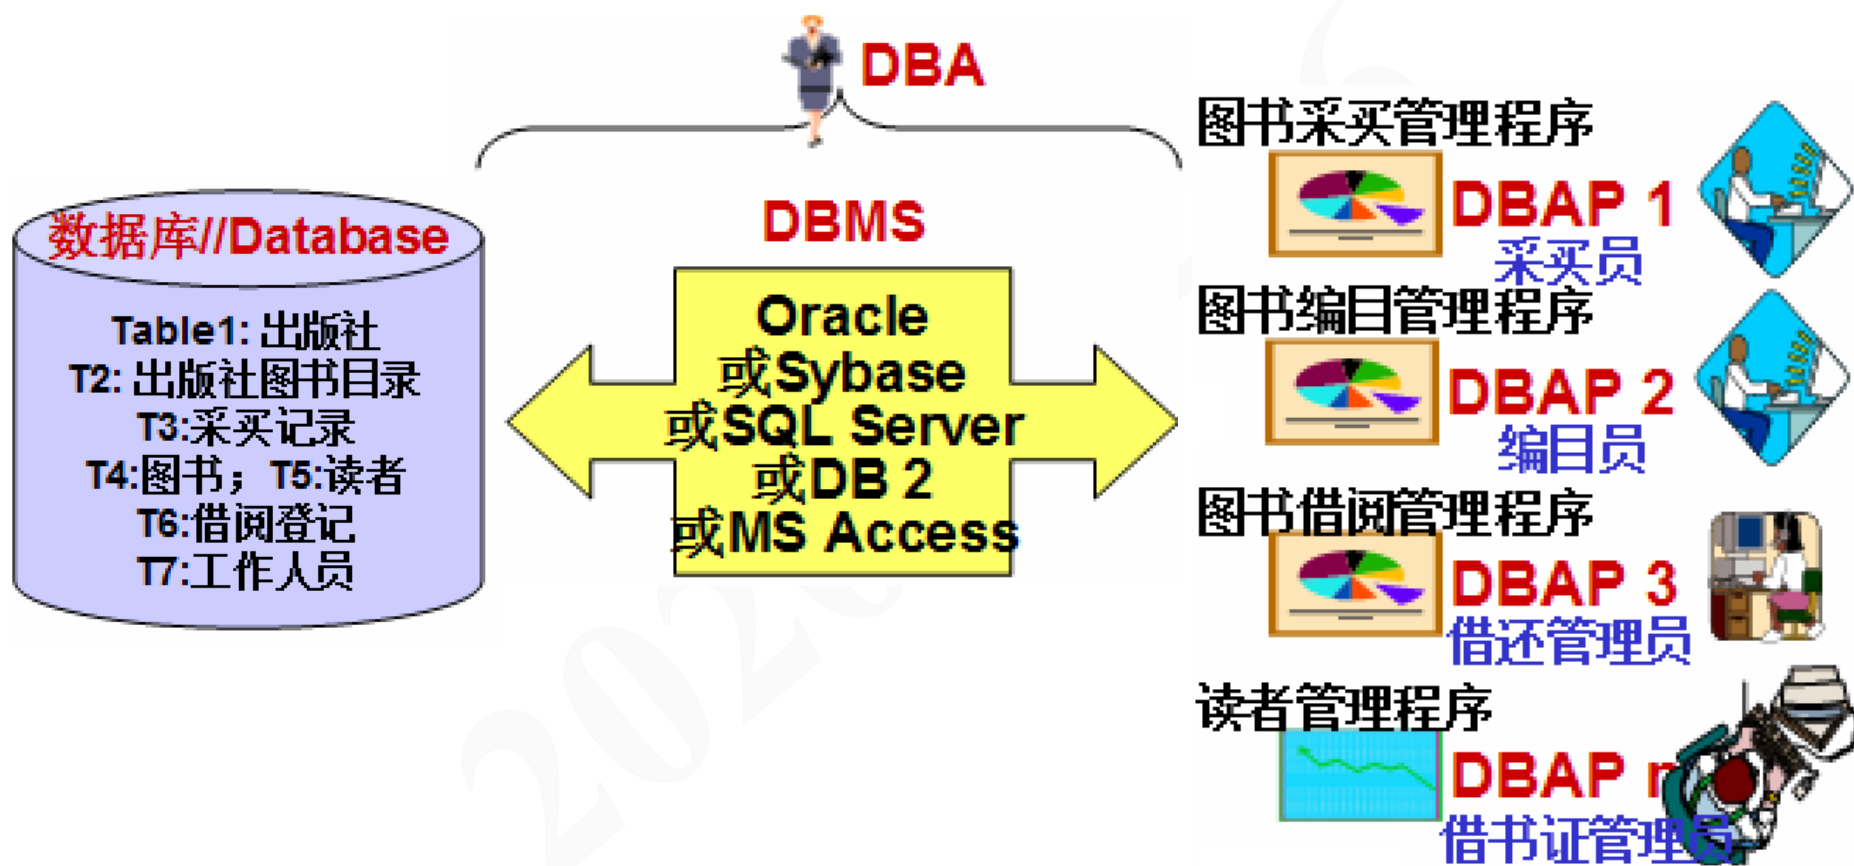 DBA
数据库//Database
Table1: 出版社
T2: 出版社图书目录
T3:采买记录
T4:图书；T5:读者
T6:借阅登记
T7:工作人员
DBMS
Oracle
或Sybase
或SQL Server
或DB 2
或MS Access
图书采买管理程序
DBAP 1
采买员
图书编目管理程序
DBAP 2
编目员
图书借阅管理程序
DBAP 3
借还管理员
读者管理程序
DBAP n
借书证管理员